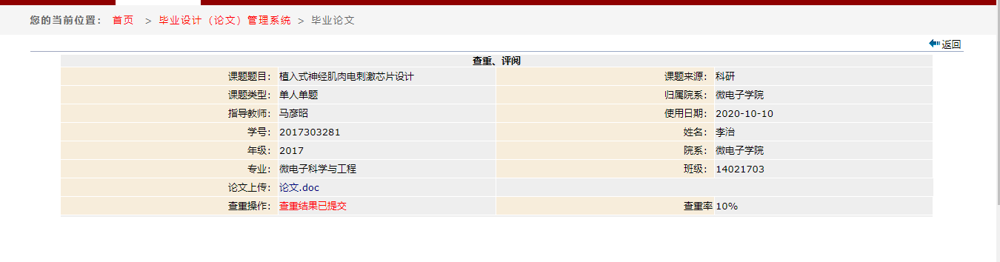 您的当前位置： 首页 > 毕业设计（论文）管理系统 > 毕业论文
返回
查重、评阅
课题题目： 植入式神经肌肉电刺激芯片设计 课题来源： 科研
课题类型： 单人单题 归属院系： 微电子学院
指导教师： 马彦昭 使用日期： 2020-10-10
学号： 2017303281 姓名： 李治
年级： 2017 院系： 微电子学院
专业： 微电子科学与工程 班级： 14021703
论文上传： 论文.doc
查重操作： 查重结果已提交 查重率 10%